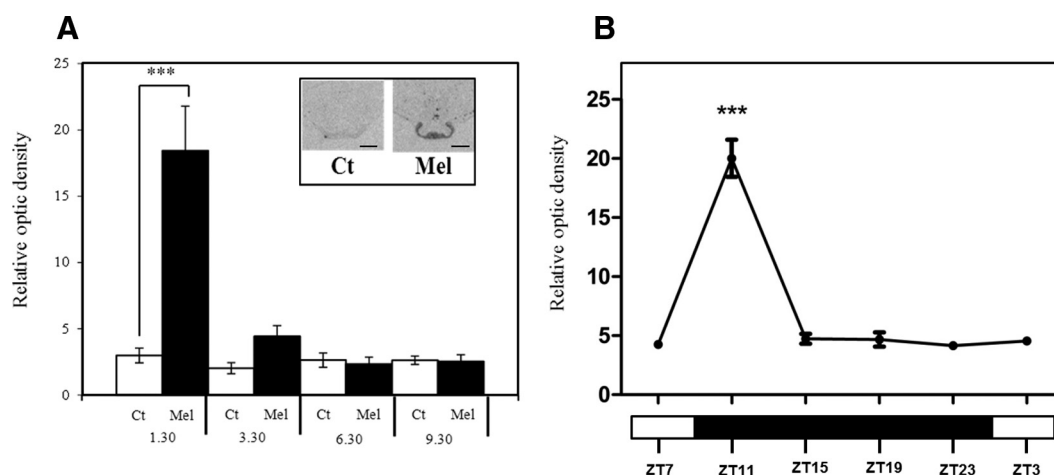 A
Relative optic density
25
20
15
10
5
0
***
Ct Mel
Ct Mel Ct Mel Ct Mel Ct Mel
1.30 3.30 6.30 9.30
B
Relative optic density
25
20
15
10
5
0
***
ZT7 ZT11 ZT15 ZT19 ZT23 ZT3